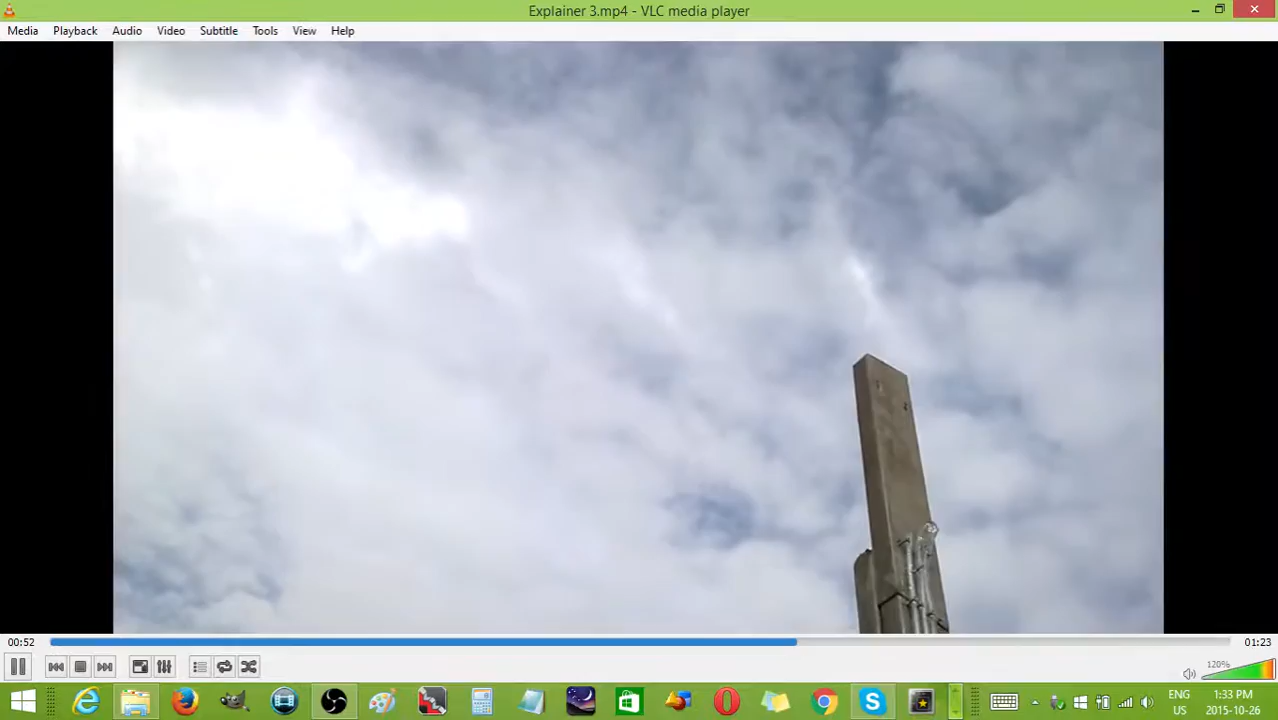 Explainer 3.mp4 - VLC media player
Media Playback Audio Video Subtitle Tools View Help
00:52
01:23
120%
ENG
US
1:33 PM
2015-10-26